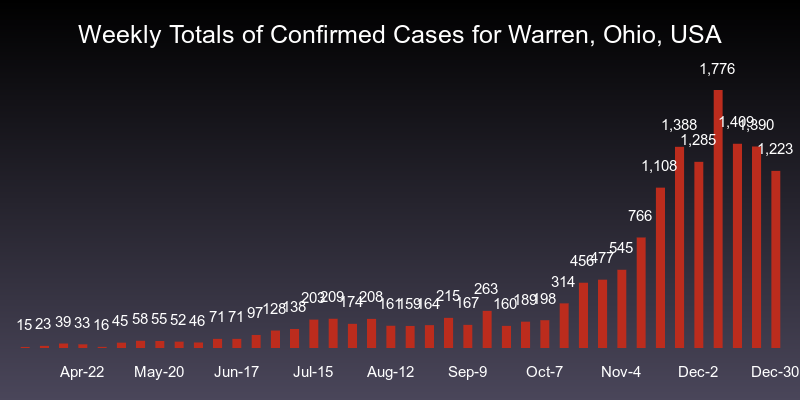 Weekly Totals of Confirmed Cases for Warren, Ohio, USA
15 23 39 33 16 45 58 55 52 46 71 71 97 128 138 203 209 174 208 161 159 164 215 167 263 160 189 198 314 456 477 545 766 1,108 1,388 1,285 1,776 1,409 1,390 1,223
Apr-22 May-20 Jun-17 Jul-15 Aug-12 Sep-9 Oct-7 Nov-4 Dec-2 Dec-30